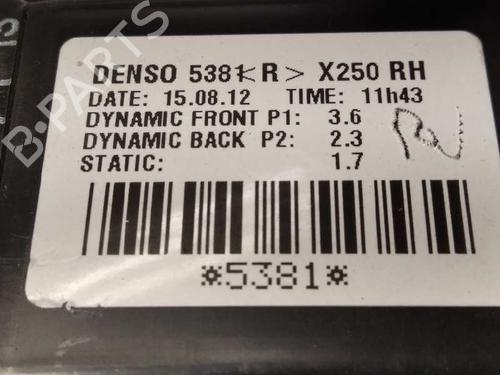 DENSO 5381<R> X250 RH
DATE: 15.08.12 TIME: 11h43
DYNAMIC FRONT P1: 3.6
DYNAMIC BACK P2: 2.3
STATIC: 1.7
*5381*
B-PARTS